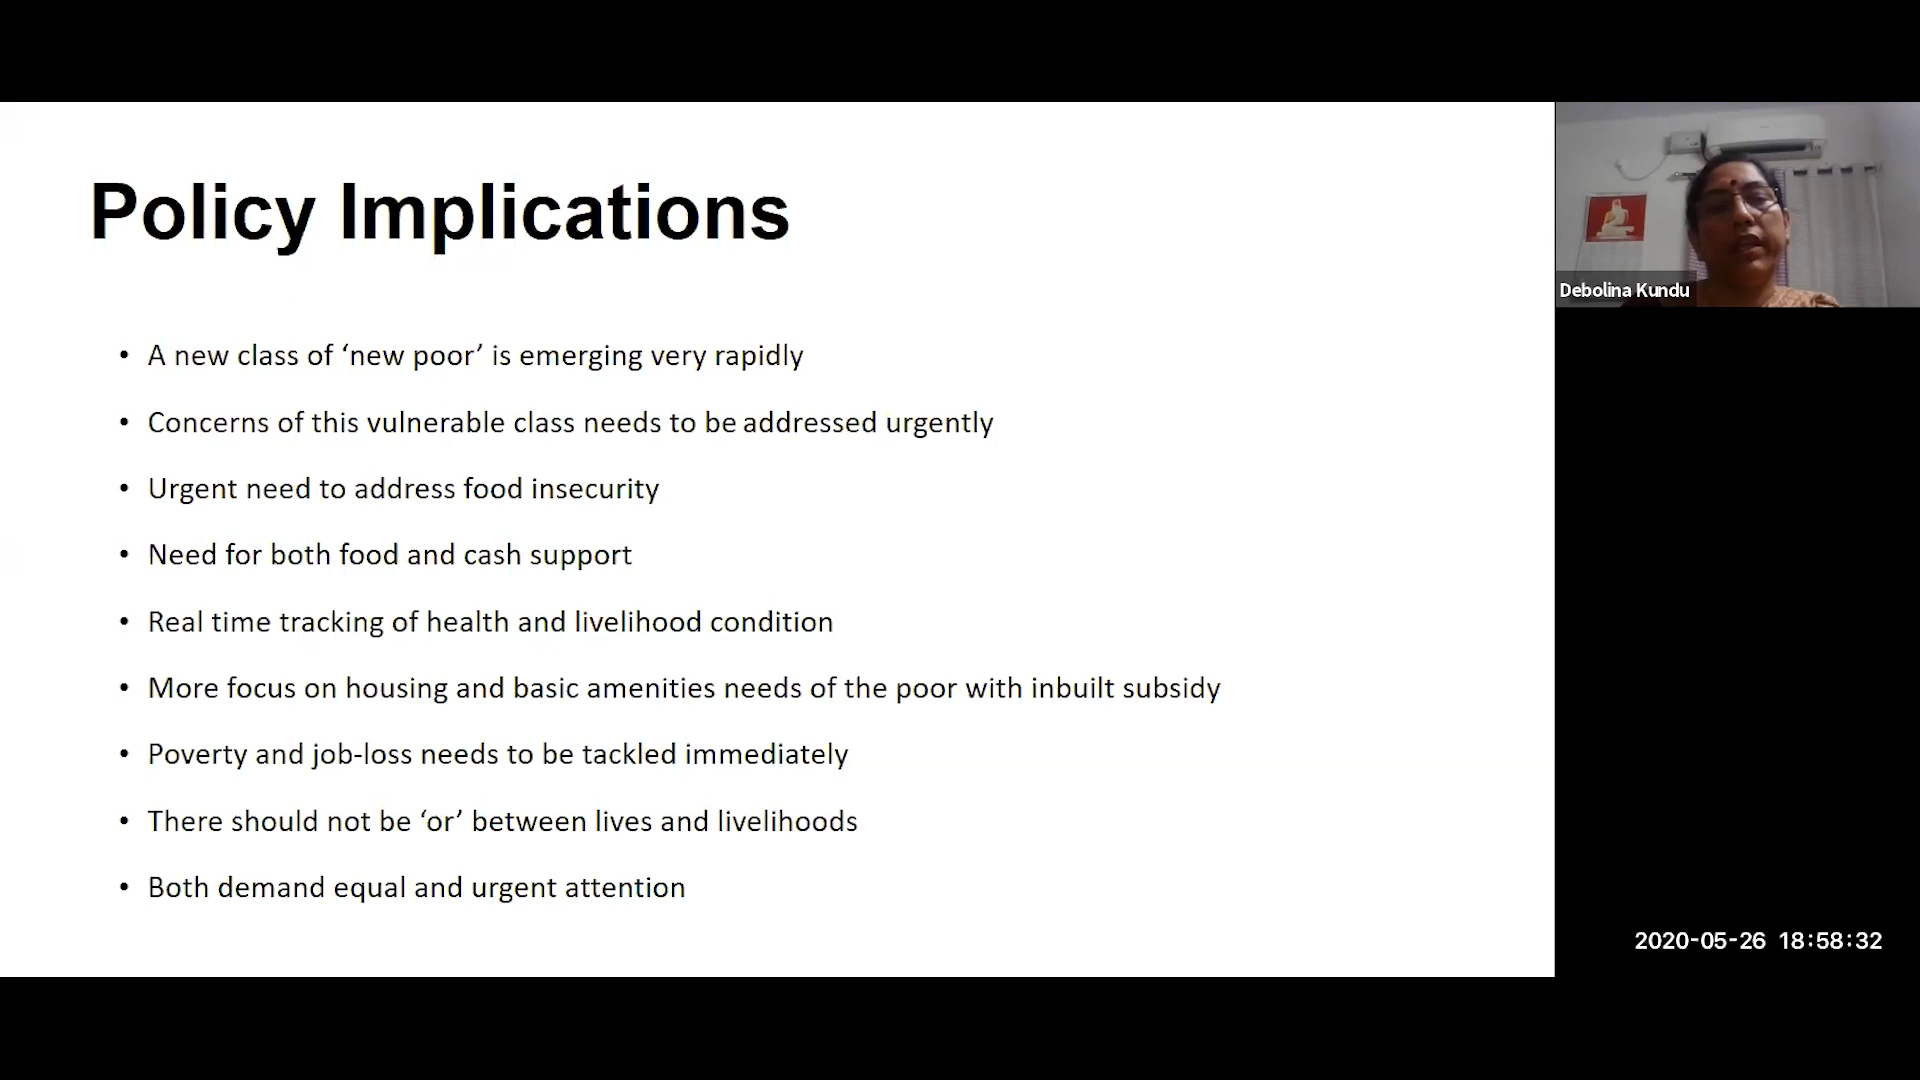 Policy Implications
• A new class of ‘new poor’ is emerging very rapidly
• Concerns of this vulnerable class needs to be addressed urgently
• Urgent need to address food insecurity
• Need for both food and cash support
• Real time tracking of health and livelihood condition
• More focus on housing and basic amenities needs of the poor with inbuilt subsidy
• Poverty and job-loss needs to be tackled immediately
• There should not be ‘or’ between lives and livelihoods
• Both demand equal and urgent attention
Debolina Kundu
2020-05-26 18:58:32